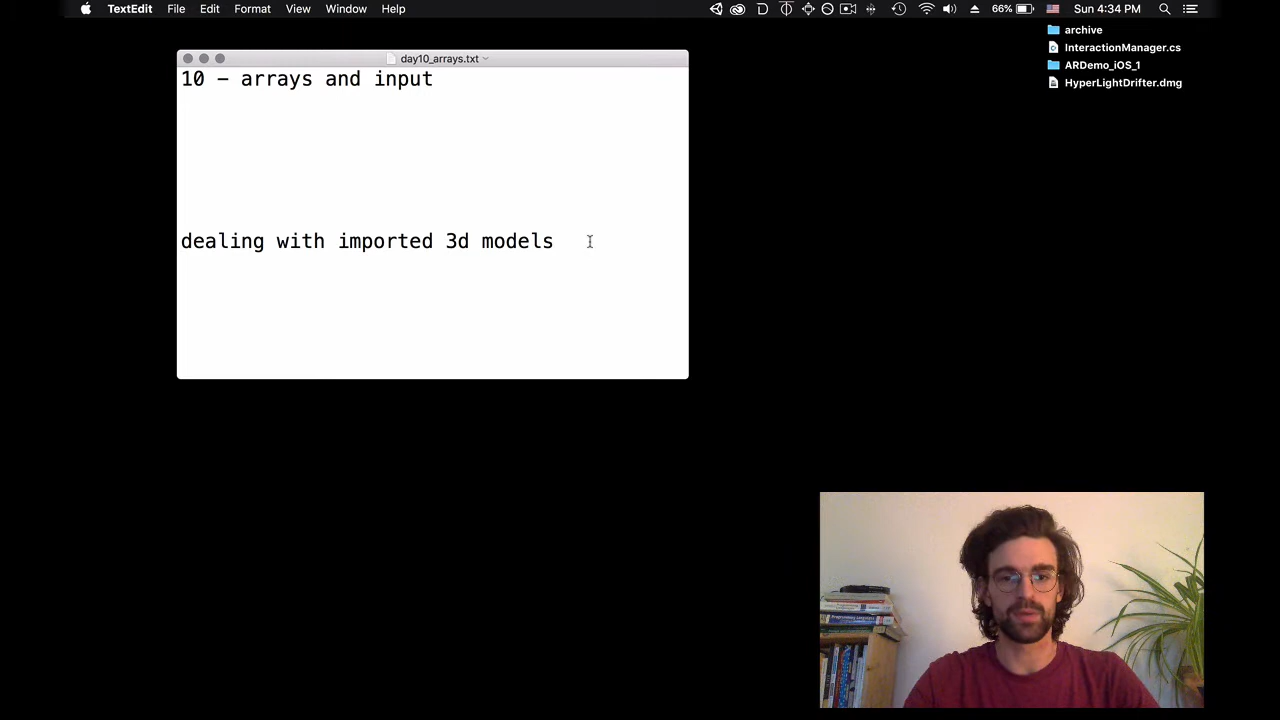 TextEdit File Edit Format View Window Help 66% Sun 4:34 PM
archive
InteractionManager.cs
ARDemo_iOS_1
HyperLightDrifter.dmg
day10_arrays.txt
10 - arrays and input
dealing with imported 3d models